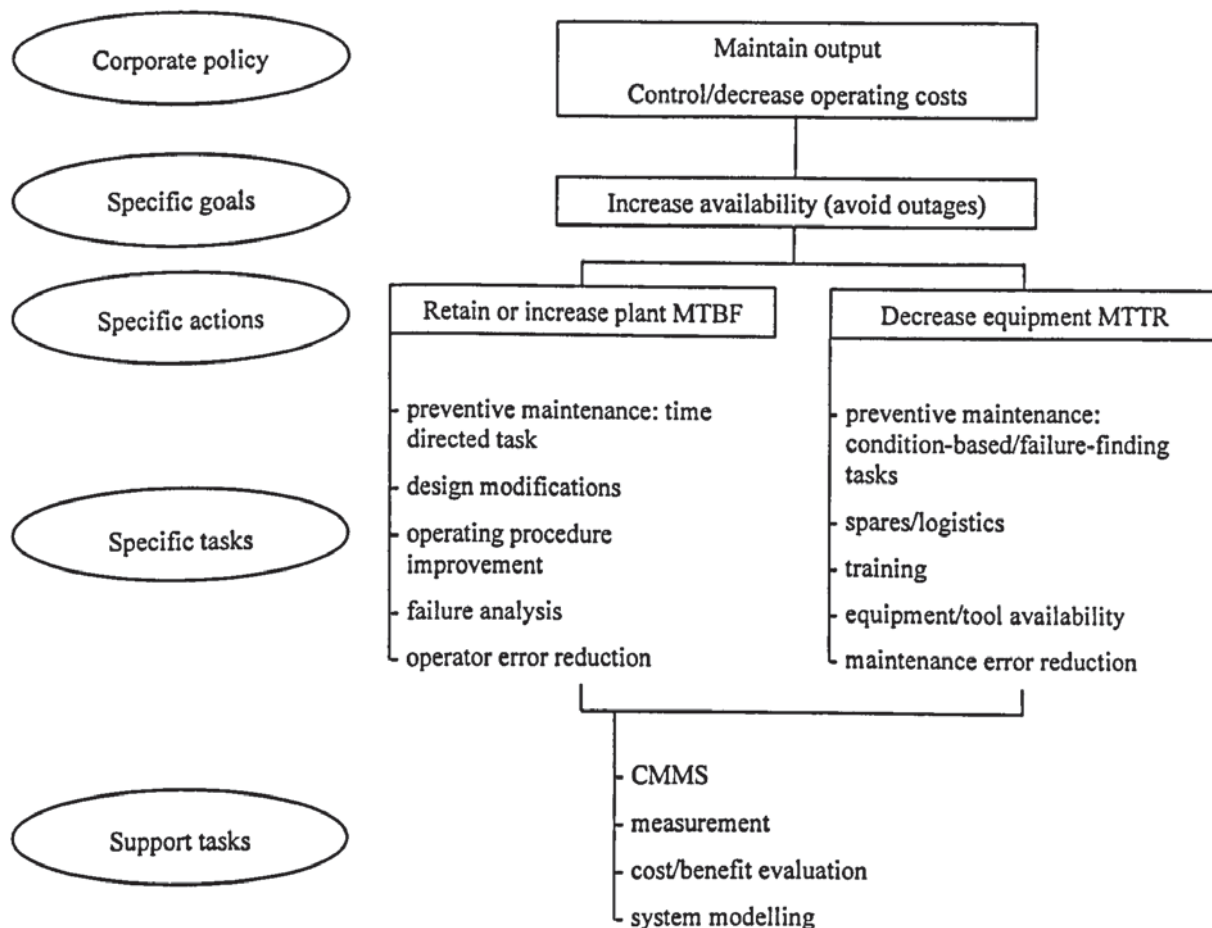 Corporate policy
Maintain output
Control/decrease operating costs
Specific goals
Increase availability (avoid outages)
Specific actions
Retain or increase plant MTBF
Decrease equipment MTTR
Specific tasks
preventive maintenance: time
directed task
design modifications
operating procedure
improvement
failure analysis
operator error reduction
preventive maintenance:
condition-based/failure-finding
tasks
spares/logistics
training
equipment/tool availability
maintenance error reduction
Support tasks
CMMS
measurement
cost/benefit evaluation
system modelling